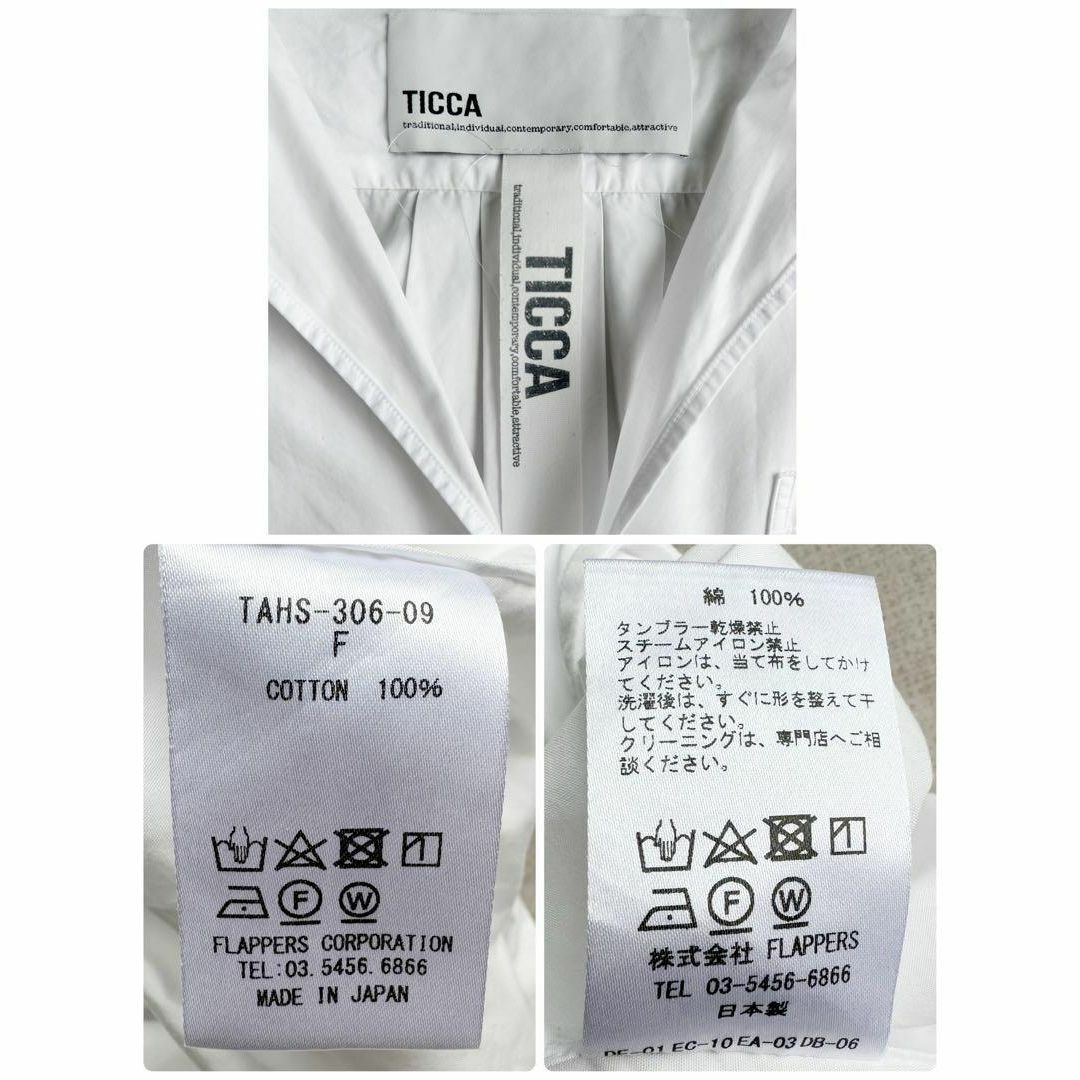 TICCA
traditional,individual,contemporary,comfortable,attractive
TICCA
traditional,individual,contemporary,comfortable,attractive
TAHS-306-09
F
COTTON 100%
F W
FLAPPERS CORPORATION
TEL:03.5456.6866
MADE IN JAPAN
綿 100%
タンブラー乾燥禁止
スチームアイロン禁止
アイロンは、当て布をしてかけ
てください。
洗濯後は、すぐに形を整えて干
してください。
クリーニングは、専門店へご相
談ください。
F W
株式会社 FLAPPERS
TEL 03-5456-6866
日本製
DE-01 EC-10 EA-03 DB-06